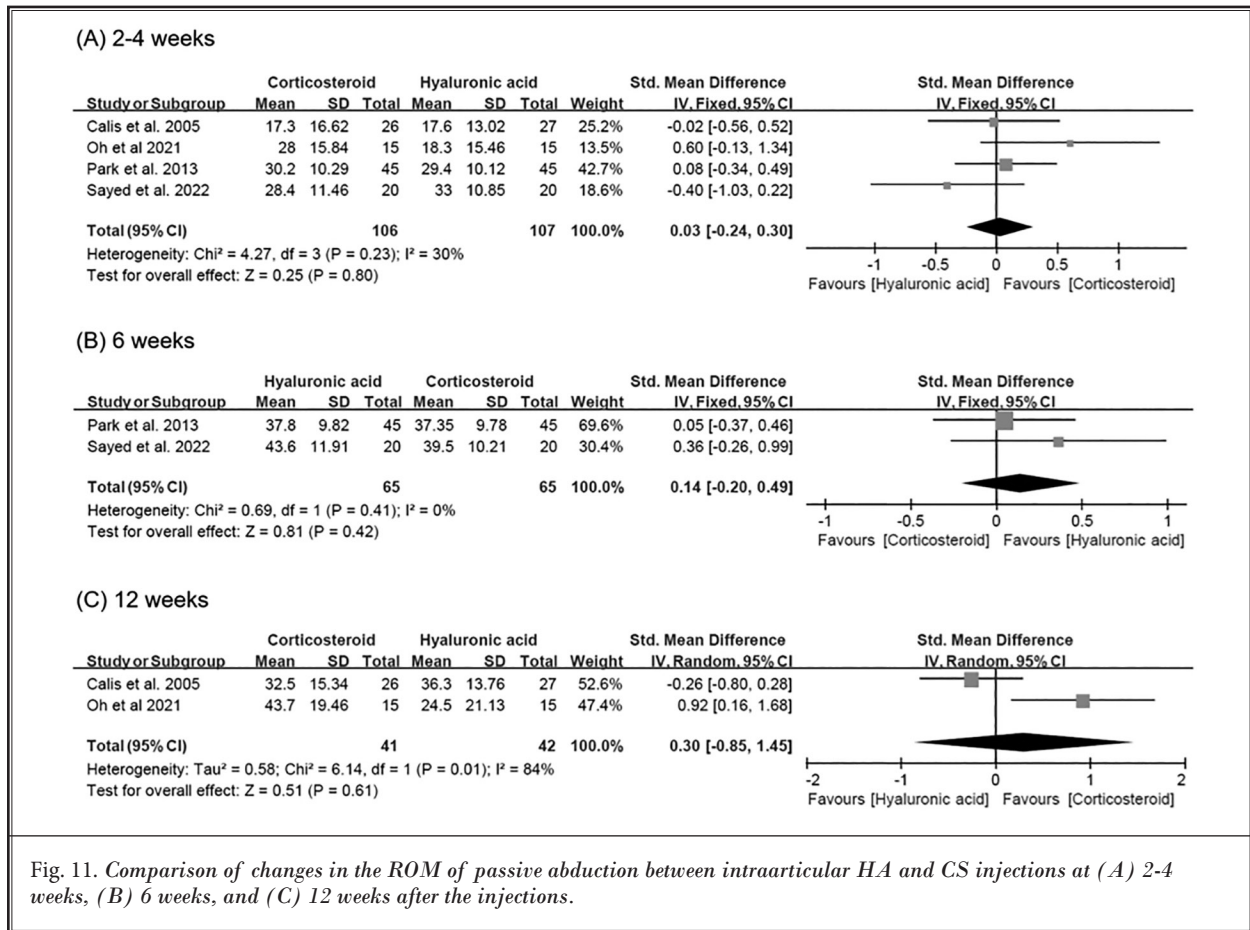 (A) 2-4 weeks
Corticosteroid Hyaluronic acid Std. Mean Difference Std. Mean Difference
Study or Subgroup Mean SD Total Mean SD Total Weight IV, Fixed, 95% CI IV, Fixed, 95% CI
Calis et al. 2005 17.3 16.62 26 17.6 13.02 27 25.2% -0.02 [-0.56, 0.52]
Oh et al 2021 28 15.84 15 18.3 15.46 15 13.5% 0.60 [-0.13, 1.34]
Park et al. 2013 30.2 10.29 45 29.4 10.12 45 42.7% 0.08 [-0.34, 0.49]
Sayed et al. 2022 28.4 11.46 20 33 10.85 20 18.6% -0.40 [-1.03, 0.22]
Total (95% CI) 106 107 100.0% 0.03 [-0.24, 0.30]
Heterogeneity: Chi² = 4.27, df = 3 (P = 0.23); I² = 30%
Test for overall effect: Z = 0.25 (P = 0.80)
-1 -0.5 0 0.5 1
Favours [Hyaluronic acid] Favours [Corticosteroid]
(B) 6 weeks
Hyaluronic acid Corticosteroid Std. Mean Difference Std. Mean Difference
Study or Subgroup Mean SD Total Mean SD Total Weight IV, Fixed, 95% CI IV, Fixed, 95% CI
Park et al. 2013 37.8 9.82 45 37.35 9.78 45 69.6% 0.05 [-0.37, 0.46]
Sayed et al. 2022 43.6 11.91 20 39.5 10.21 20 30.4% 0.36 [-0.26, 0.99]
Total (95% CI) 65 65 100.0% 0.14 [-0.20, 0.49]
Heterogeneity: Chi² = 0.69, df = 1 (P = 0.41); I² = 0%
Test for overall effect: Z = 0.81 (P = 0.42)
-1 -0.5 0 0.5 1
Favours [Corticosteroid] Favours [Hyaluronic acid]
(C) 12 weeks
Corticosteroid Hyaluronic acid Std. Mean Difference Std. Mean Difference
Study or Subgroup Mean SD Total Mean SD Total Weight IV, Random, 95% CI IV, Random, 95% CI
Calis et al. 2005 32.5 15.34 26 36.3 13.76 27 52.6% -0.26 [-0.80, 0.28]
Oh et al 2021 43.7 19.46 15 24.5 21.13 15 47.4% 0.92 [0.16, 1.68]
Total (95% CI) 41 42 100.0% 0.30 [-0.85, 1.45]
Heterogeneity: Tau² = 0.58; Chi² = 6.14, df = 1 (P = 0.01); I² = 84%
Test for overall effect: Z = 0.51 (P = 0.61)
-2 -1 0 1 2
Favours [Hyaluronic acid] Favours [Corticosteroid]
Fig. 11. Comparison of changes in the ROM of passive abduction between intraarticular HA and CS injections at (A) 2-4
weeks, (B) 6 weeks, and (C) 12 weeks after the injections.